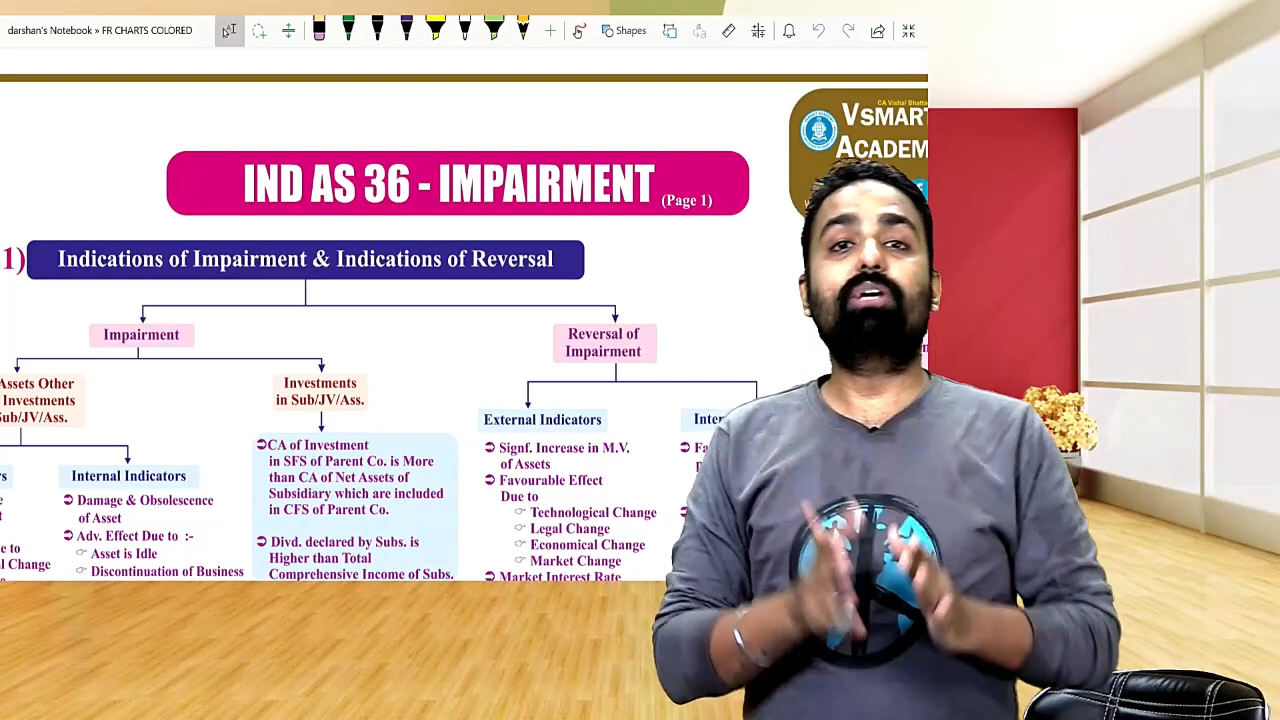 darshan's Notebook » FR CHARTS COLORED
Shapes
CA Vishal Bhatta
VSMART
ACADEM
IND AS 36 - IMPAIRMENT (Page 1)
1) Indications of Impairment & Indications of Reversal
Impairment
Reversal of
Impairment
Assets Other
Investments
Sub/JV/Ass.
Investments
in Sub/JV/Ass.
External Indicators
Internal Indicators
Damage & Obsolescence
of Asset
Adv. Effect Due to :-
Asset is Idle
Discontinuation of Business
CA of Investment
in SFS of Parent Co. is More
than CA of Net Assets of
Subsidiary which are included
in CFS of Parent Co.
Divd. declared by Subs. is
Higher than Total
Comprehensive Income of Subs.
Signf. Increase in M.V.
of Assets
Favourable Effect
Due to
Technological Change
Legal Change
Economical Change
Market Change
Market Interest Rate